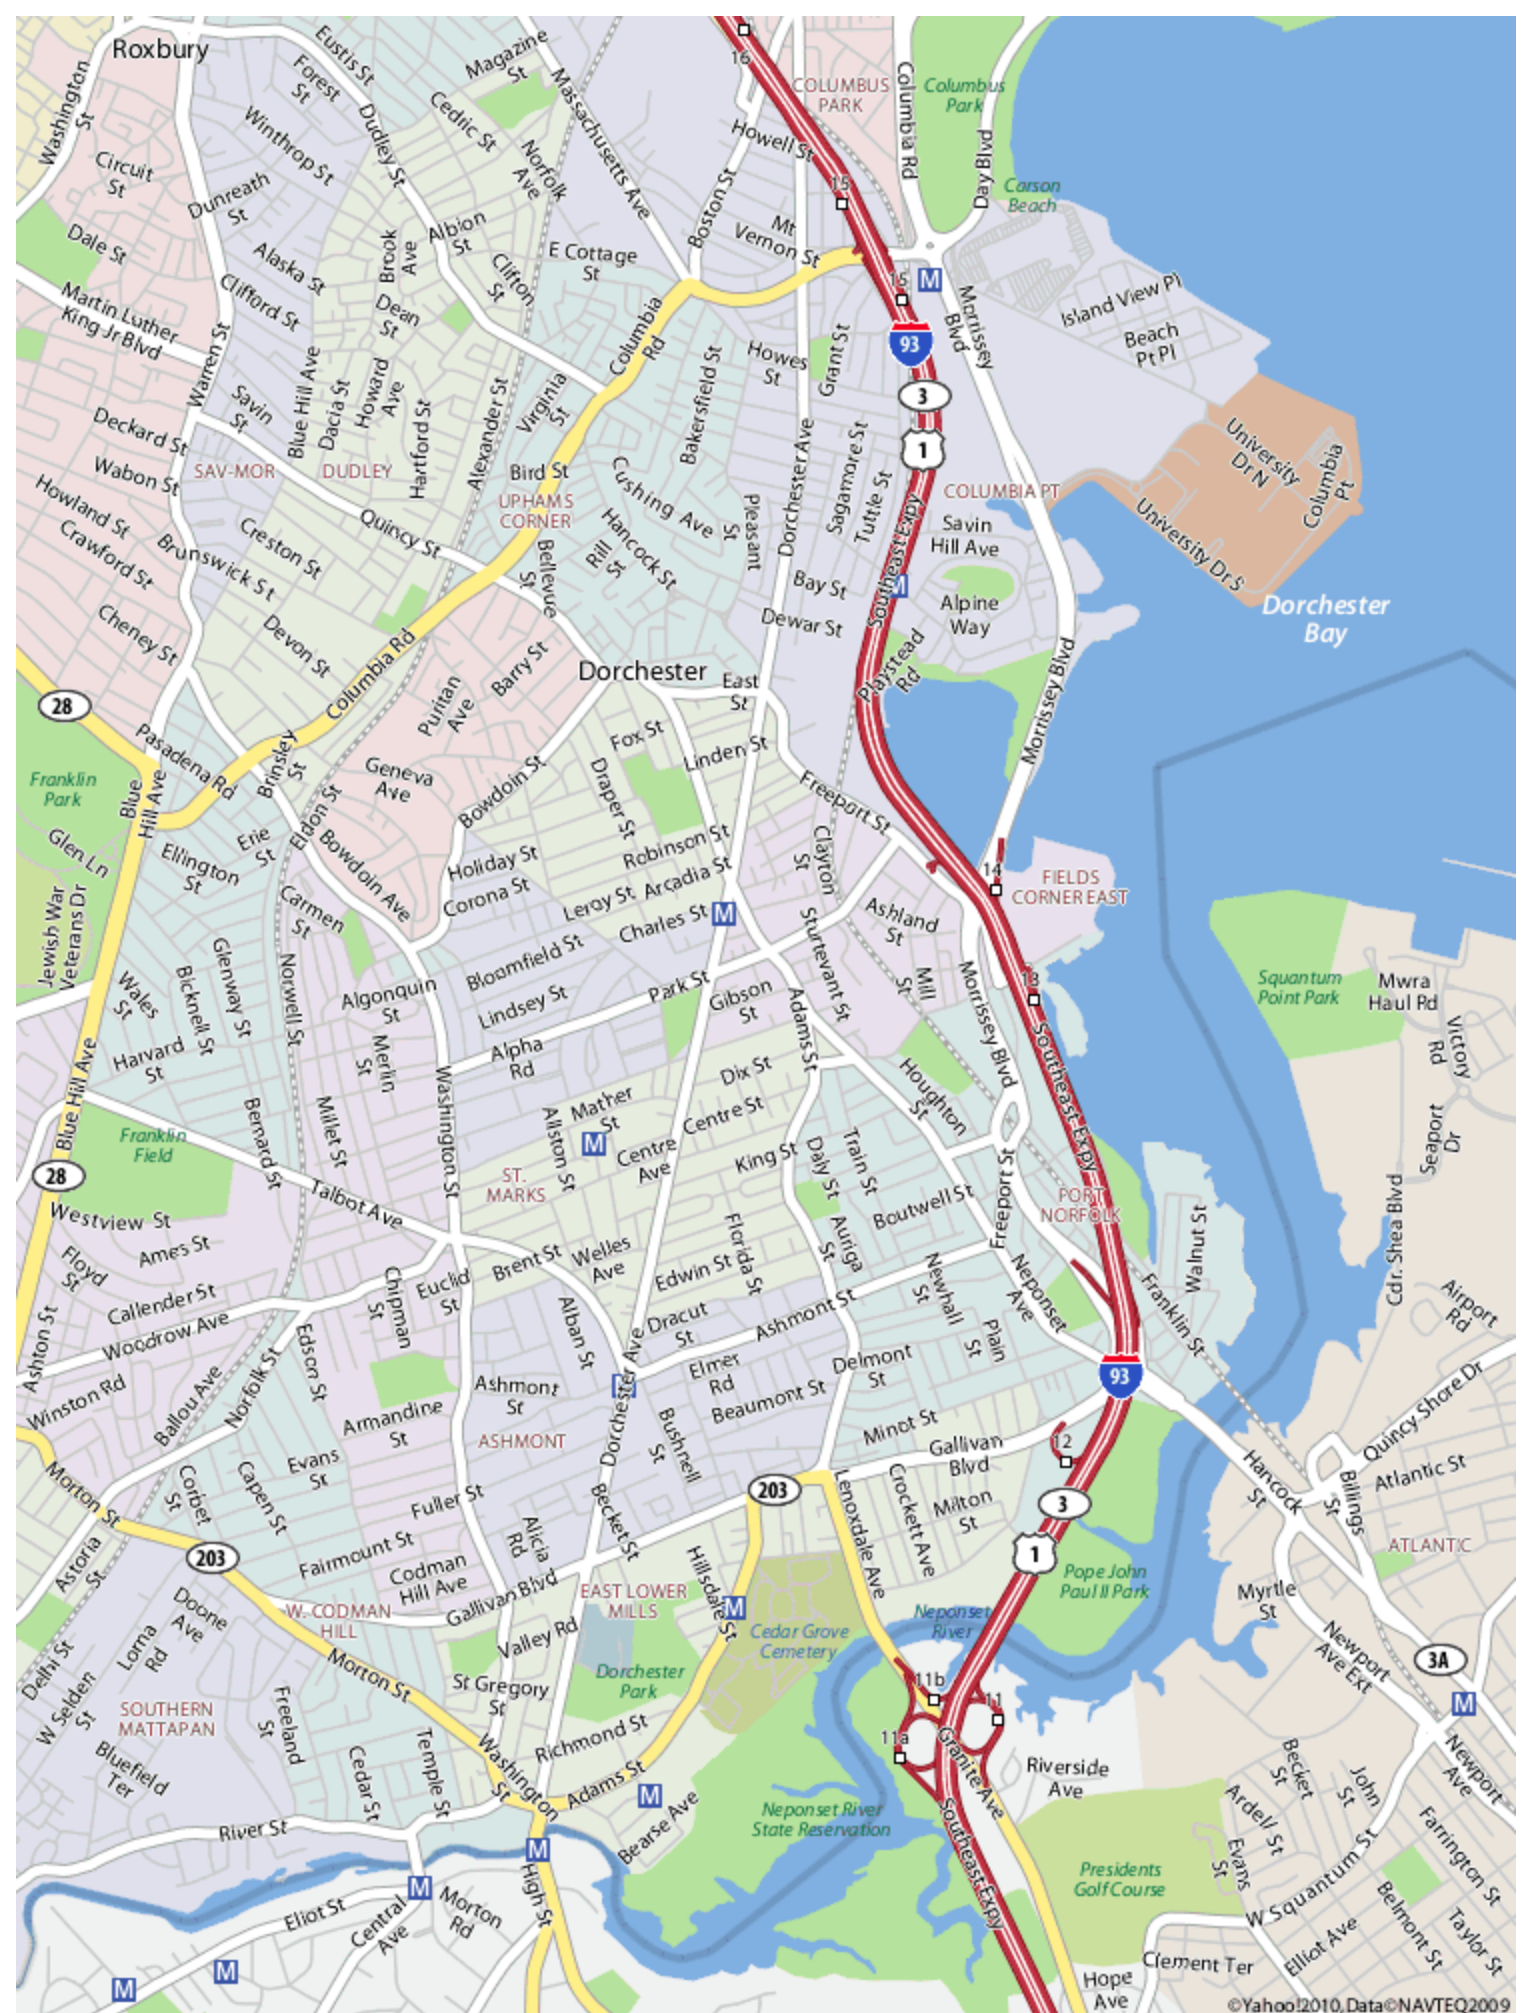 Roxbury
Eustis St
Magazine St
16
COLUMBUS PARK
Columbus Park
Columbia Rd
Day Blvd
Washington St
Forest St
Cedric St
Massachusetts Ave
Howell St
Winthrop St
Dudley St
Norfolk Ave
Circuit St
15
Carson Beach
Dunreath St
Boston St
Mt Vernon St
Dale St
Albion St
Brook Ave
E Cottage St
Alaska St
Clifton St
15
M
Clifford St
Martin Luther King Jr Blvd
Dean St
Columbia Rd
Morrissey Blvd
Island View Pl
Beach Pt Pl
93
Warren St
Howes St
Grant St
3
Blue Hill Ave
Dacia St
Howard Ave
Hartford St
Alexander St
Virginia St
Bakersfield St
Savin St
Deckard St
SAV-MOR
DUDLEY
Bird St
UPHAMS CORNER
Cushing Ave
Dorchester Ave
Sagamore St
Tuttle St
1
COLUMBIA PT
University Dr N
Columbia Pt
Wabon St
Howland St
Crawford St
Brunswick St
Creston St
Quincy St
Bellevue St
Rill St
Hancock St
Pleasant St
Southeast Expy
Savin Hill Ave
University Dr S
M
Bay St
Alpine Way
Dorchester Bay
Cheney St
Devon St
Columbia Rd
Dewar St
Barry St
Dorchester
Playstead Rd
Morrissey Blvd
East St
28
Puritan Ave
Pasadena Rd
Brinsley St
Fox St
Linden St
Franklin Park
Blue Hill Ave
Geneva Ave
Bowdoin St
Draper St
Freeport St
Eldon St
Glen Ln
Erie St
Ellington St
Bowdoin Ave
Holiday St
Robinson St
Clayton St
14
FIELDS CORNER EAST
Corona St
Leroy St
Arcadia St
Jewish War Veterans Dr
Carmen St
Charles St
M
Ashland St
Sturtevant St
Glenway St
Bloomfield St
Wales St
Bicknell St
Norwell St
Algonquin St
Lindsey St
Park St
Gibson St
Mill St
Morrissey Blvd
13
Squantum Point Park
Mwra Haul Rd
Victory Rd
Adams St
Harvard St
Merlin St
Alpha Rd
Southeast Expy
Dix St
Blue Hill Ave
Washington St
Houghton St
Bernard St
Millet St
Allston St
Mather St
Centre St
Franklin Field
M
Centre Ave
King St
Daly St
Train St
Seaport Dr
28
ST. MARKS
Talbot Ave
Boutwell St
Freeport St
PORT NORFOLK
Cdr. Shea Blvd
Walnut St
Westview St
Ames St
Floyd St
Welles Ave
Florida St
Auriga St
Brent St
Edwin St
Newhall St
Neponset Ave
Franklin St
Airport Rd
Callender St
Euclid St
Chipman St
Woodrow Ave
Ashton St
Alban St
Dracut St
Ashmont St
Plain St
Edson St
Delmont St
93
Winston Rd
Ballou Ave
Norfolk St
Ashmont St
M
Elmer Rd
Beaumont St
Quincy Shore Dr
Armandine St
ASHMONT
Dorchester Ave
Bushnell St
Minot St
Gallivan Blvd
12
Evans St
Morton St
Corbet St
Capen St
Hancock St
Billings St
Atlantic St
203
Fuller St
Becket St
Lenoxdale Ave
Crockett Ave
Milton St
3
Fairmount St
Alicia Rd
1
ATLANTIC
Astoria St
203
Codman Hill Ave
Gallivan Blvd
Hillsdale St
EAST LOWER MILLS
Pope John Paul II Park
Myrtle St
Doone Ave
W. CODMAN HILL
M
Neponset River
Cedar Grove Cemetery
Lorna Rd
Valley Rd
Delhi St
Newport Ave Ext
3A
Morton St
St Gregory St
Dorchester Park
11b
11
M
W Selden St
SOUTHERN MATTAPAN
Freeland St
Richmond St
11a
Temple St
Washington St
Granite Ave
Riverside Ave
Bluefield Ter
Cedar St
Adams St
M
Becket St
John St
Newport Ave
River St
Bearse Ave
Neponset River State Reservation
Southeast Expy
Ardell St
M
High St
Presidents Golf Course
Evans St
Farrington St
M
Eliot St
Morton Rd
Central Ave
W Squantum St
Belmont St
Taylor St
Elliot Ave
M
M
Clement Ter
Hope Ave
©Yahoo!2010, Data©NAVTEQ2009